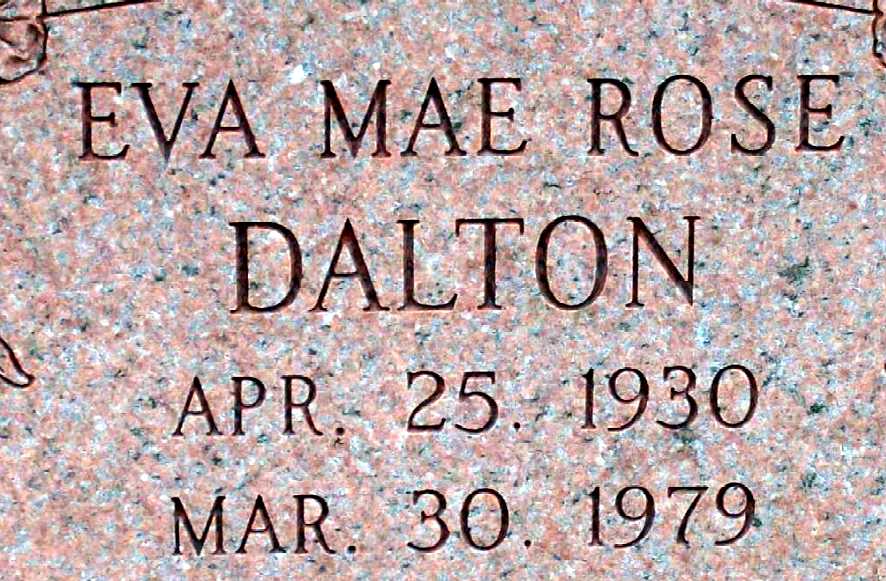 EVA MAE ROSE
DALTON
APR. 25. 1930
MAR. 30. 1979